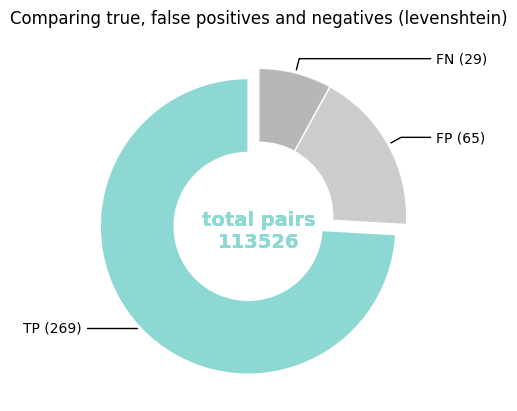 Comparing true, false positives and negatives (levenshtein)
FN (29)
FP (65)
total pairs
113526
TP (269)